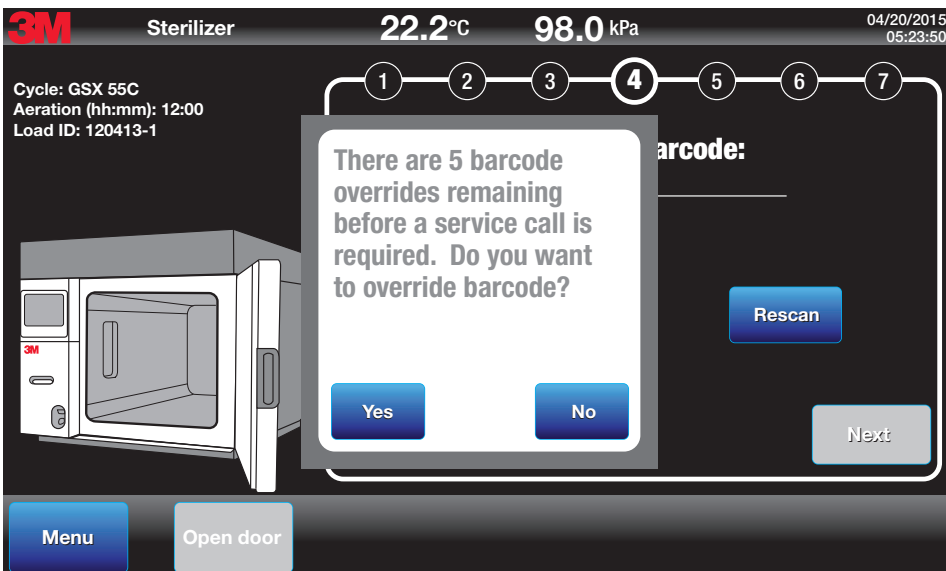 3M Sterilizer 22.2°C 98.0 kPa 04/20/2015
05:23:50
Cycle: GSX 55C
Aeration (hh:mm): 12:00
Load ID: 120413-1
1 2 3 4 5 6 7
arcode:
There are 5 barcode
overrides remaining
before a service call is
required. Do you want
to override barcode?
Rescan
3M
Yes No
Next
Menu Open door